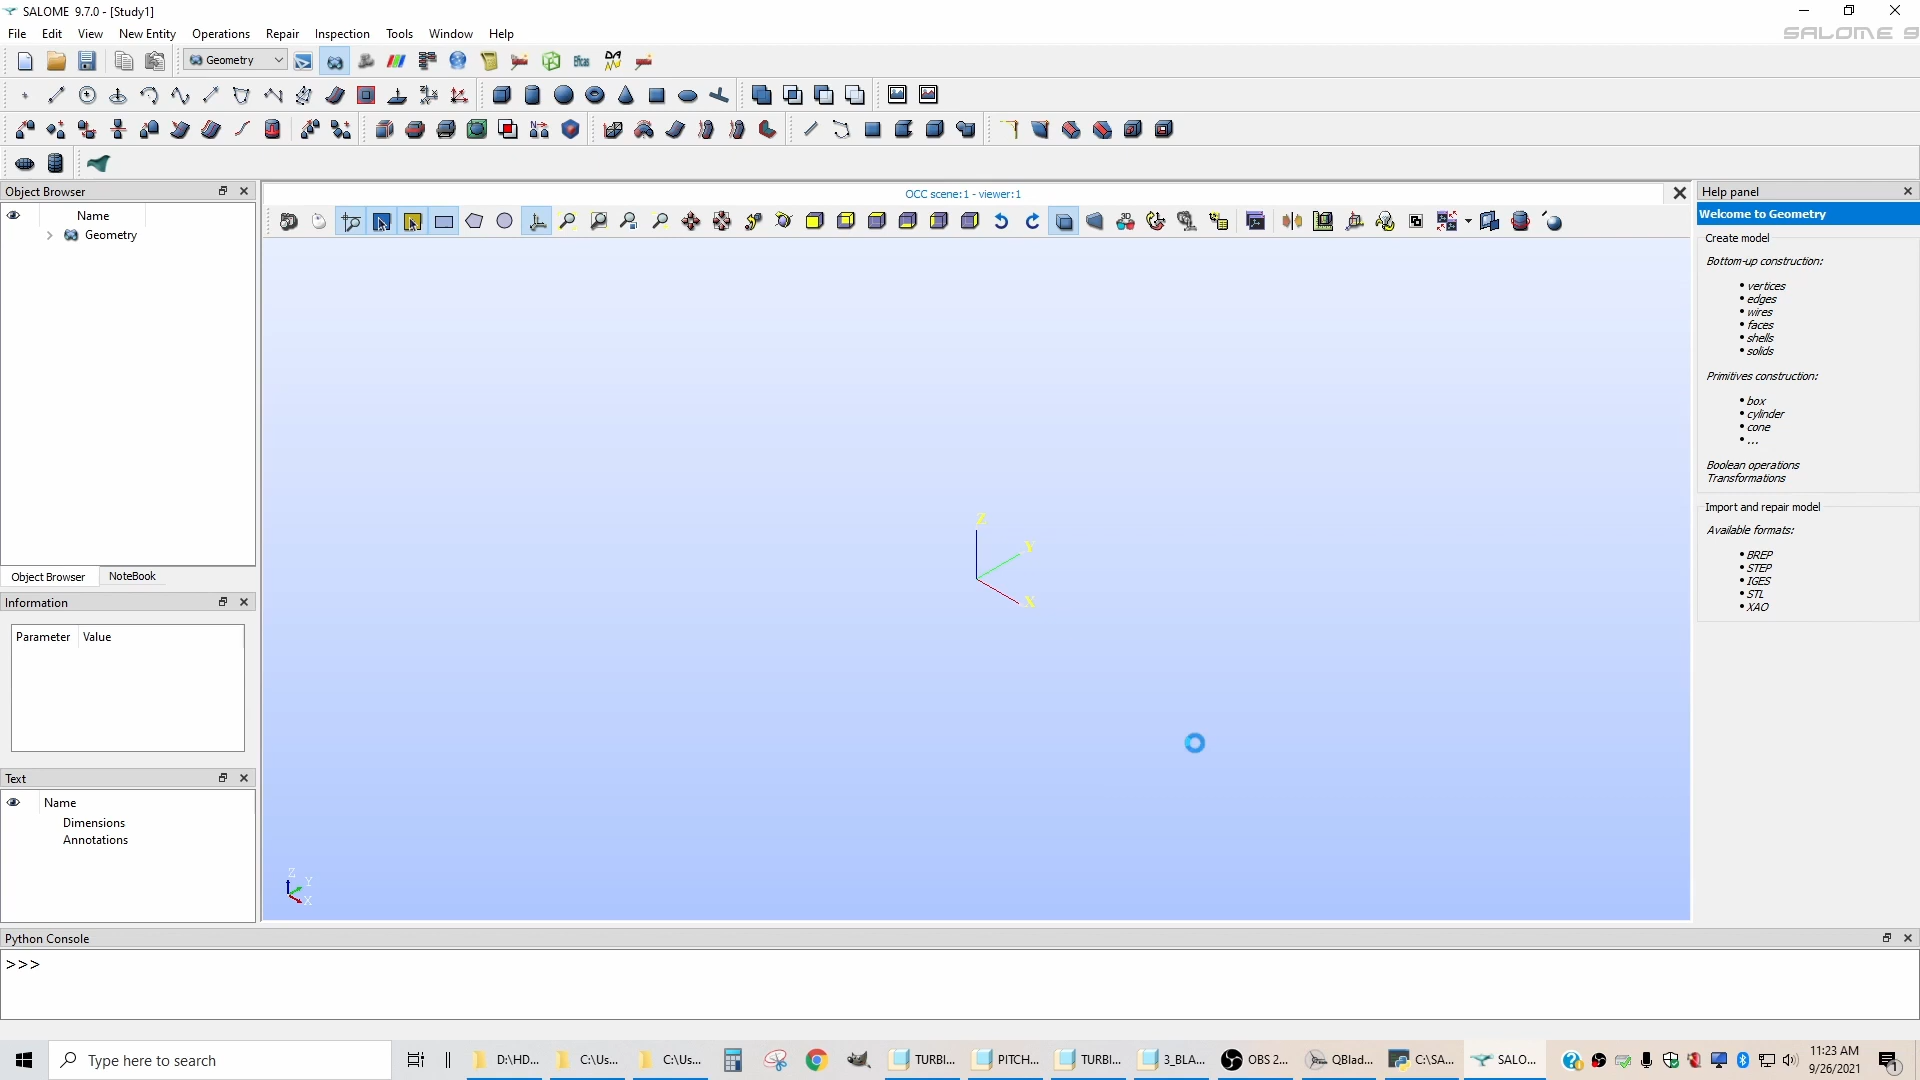 SALOME 9.7.0 - [Study1]
File Edit View New Entity Operations Repair Inspection Tools Window Help
SALOME 9
Geometry
Eficas
Object Browser
Name
Geometry
Object Browser NoteBook
Information
Parameter Value
Text
Name
Dimensions
Annotations
OCC scene:1 - viewer:1
Z
Y
X
Z
Y
X
Help panel
Welcome to Geometry
Create model
Bottom-up construction:
• vertices
• edges
• wires
• faces
• shells
• solids
Primitives construction:
• box
• cylinder
• cone
• ...
Boolean operations
Transformations
Import and repair model
Available formats:
• BREP
• STEP
• IGES
• STL
• XAO
Python Console
>>>
Type here to search
D:\HD...
C:\Us...
C:\Us...
TURBI...
PITCH...
TURBI...
3_BLA...
OBS 2...
QBlad...
C:\SA...
SALO...
11:23 AM
9/26/2021
1